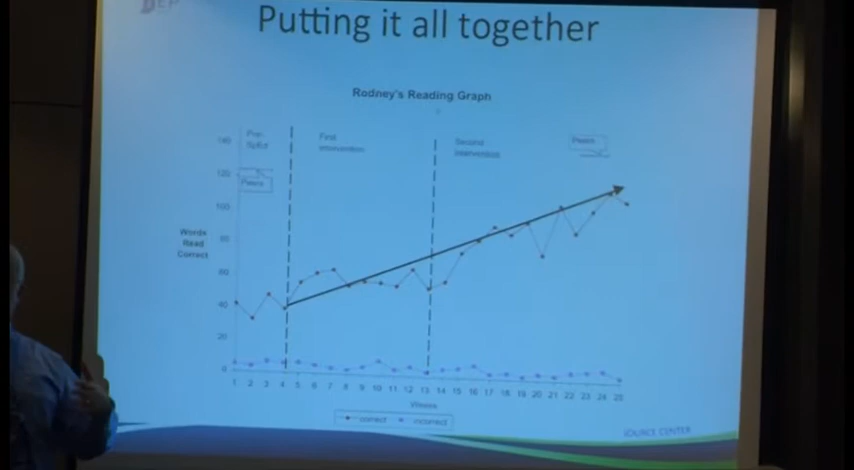 Putting it all together
Rodney's Reading Graph
First
intervention
Second
intervention
Peers
Peers
Words
Read
Correct
140
120
100
80
60
40
20
0
1 2 3 4 5 6 7 8 9 10 11 12 13 14 15 16 17 18 19 20 21 22 23 24 25
Weeks
correct
incorrect
SOURCE CENTER